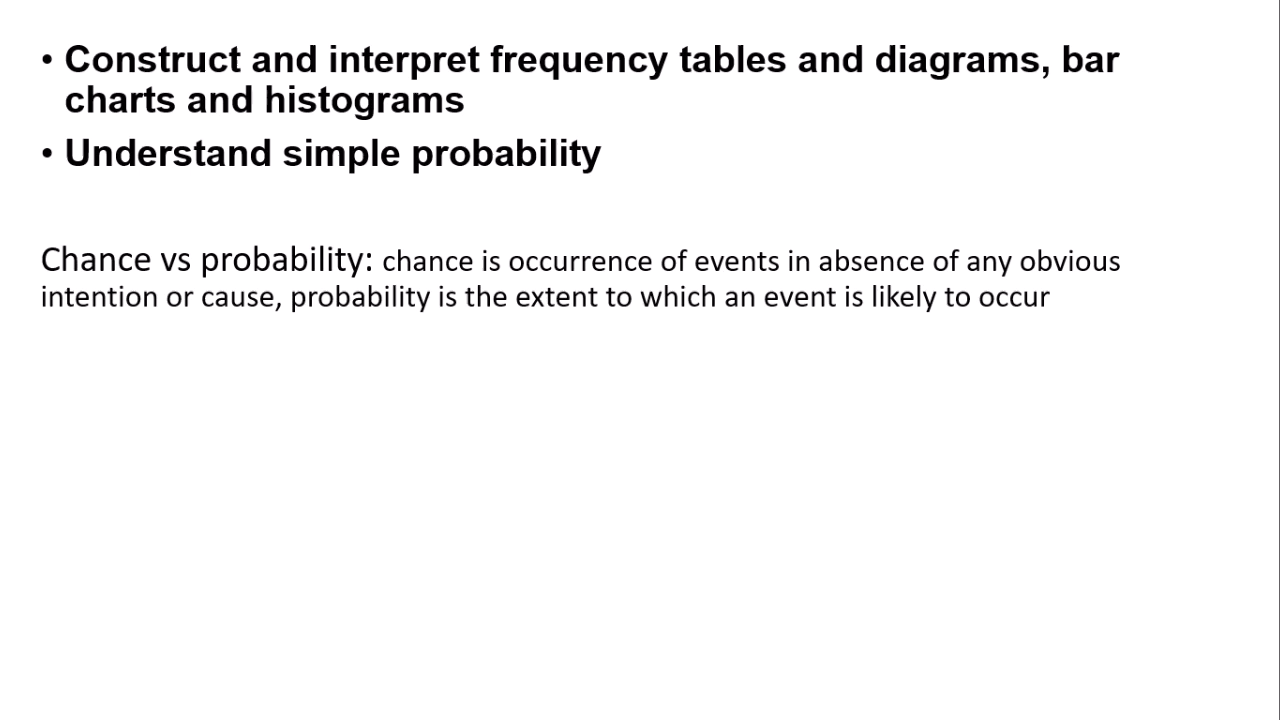 • Construct and interpret frequency tables and diagrams, bar
charts and histograms
• Understand simple probability
Chance vs probability: chance is occurrence of events in absence of any obvious
intention or cause, probability is the extent to which an event is likely to occur